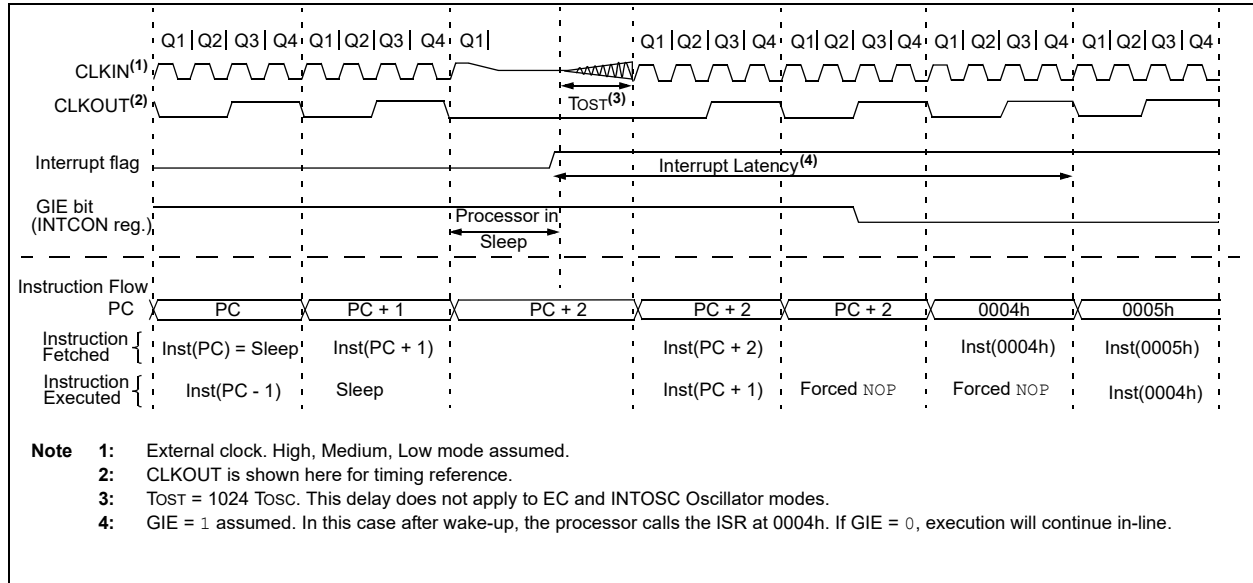 Q1 Q2 Q3 Q4 Q1 Q2 Q3 Q4 Q1 Q1 Q2 Q3 Q4 Q1 Q2 Q3 Q4 Q1 Q2 Q3 Q4 Q1 Q2 Q3 Q4
CLKIN(1)
CLKOUT(2)
TOST(3)
Interrupt flag
Interrupt Latency(4)
GIE bit
(INTCON reg.)
Processor in
Sleep
Instruction Flow
PC PC PC + 1 PC + 2 PC + 2 PC + 2 0004h 0005h
Instruction
Fetched
Inst(PC) = Sleep Inst(PC + 1) Inst(PC + 2) Inst(0004h) Inst(0005h)
Instruction
Executed
Inst(PC - 1) Sleep Inst(PC + 1) Forced NOP Forced NOP Inst(0004h)
Note 1: External clock. High, Medium, Low mode assumed.
2: CLKOUT is shown here for timing reference.
3: TOST = 1024 TOSC. This delay does not apply to EC and INTOSC Oscillator modes.
4: GIE = 1 assumed. In this case after wake-up, the processor calls the ISR at 0004h. If GIE = 0, execution will continue in-line.